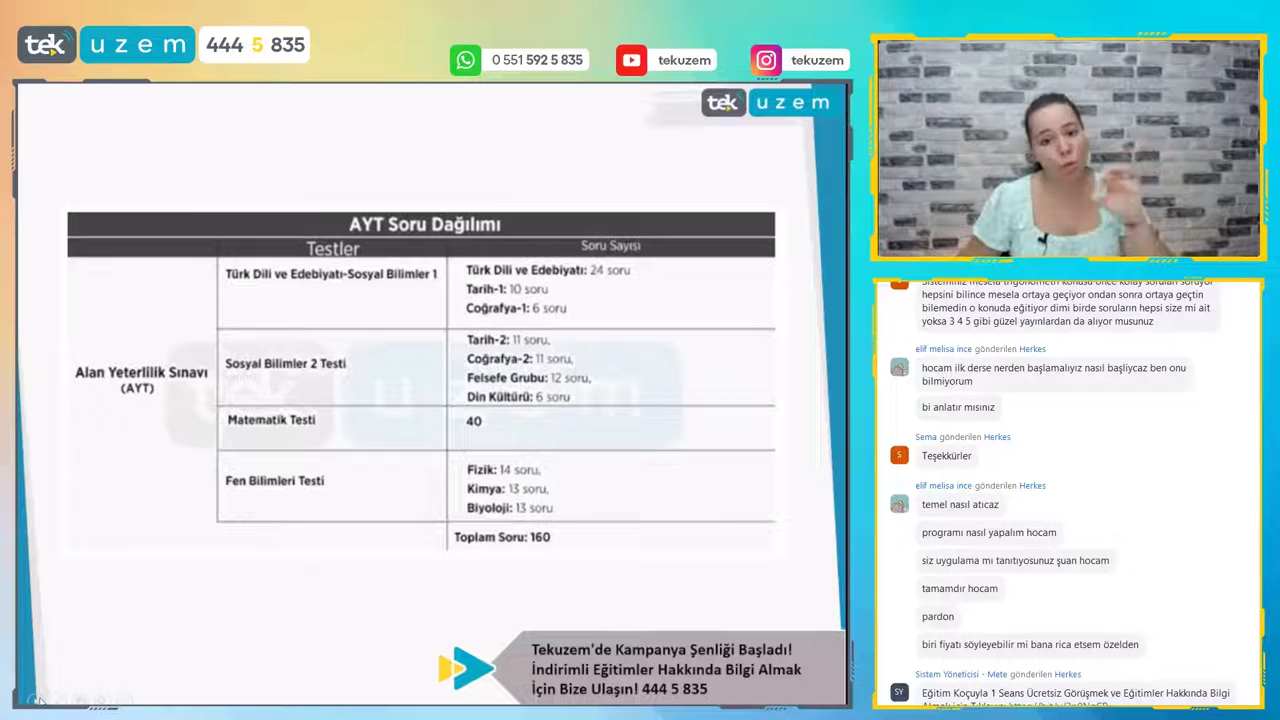 tek uzem 444 5 835
0 551 592 5 835
tekuzem
tekuzem
tek uzem
AYT Soru Dağılımı
Testler
Soru Sayısı
Alan Yeterlilik Sınavı
(AYT)
Türk Dili ve Edebiyatı-Sosyal Bilimler 1
Türk Dili ve Edebiyatı: 24 soru
Tarih-1: 10 soru
Coğrafya-1: 6 soru
Sosyal Bilimler 2 Testi
Tarih-2: 11 soru,
Coğrafya-2: 11 soru,
Felsefe Grubu: 12 soru,
Din Kültürü: 6 soru
Matematik Testi
40
Fen Bilimleri Testi
Fizik: 14 soru,
Kimya: 13 soru,
Biyoloji: 13 soru
Toplam Soru: 160
Tekuzem'de Kampanya Şenliği Başladı!
İndirimli Eğitimler Hakkında Bilgi Almak
İçin Bize Ulaşın! 444 5 835
Sisteminiz mesela trigonometri konusu önce kolay soruları soruyor
hepsini bilince mesela ortaya geçiyor ondan sonra ortaya geçtin
bilemedin o konuda eğitiyor dimi birde soruların hepsi size mi ait
yoksa 3 4 5 gibi güzel yayınlardan da alıyor musunuz
elif melisa ince gönderilen Herkes
hocam ilk derse nerden başlamalıyız nasıl başliycaz ben onu
bilmiyorum
bi anlatır mısınız
Sema gönderilen Herkes
S
Teşekkürler
elif melisa ince gönderilen Herkes
temel nasıl atıcaz
programı nasıl yapalım hocam
siz uygulama mı tanıtıyosunuz şuan hocam
tamamdır hocam
pardon
biri fiyatı söyleyebilir mi bana rica etsem özelden
Sistem Yöneticisi - Mete gönderilen Herkes
SY
Eğitim Koçuyla 1 Seans Ücretsiz Görüşmek ve Eğitimler Hakkında Bilgi